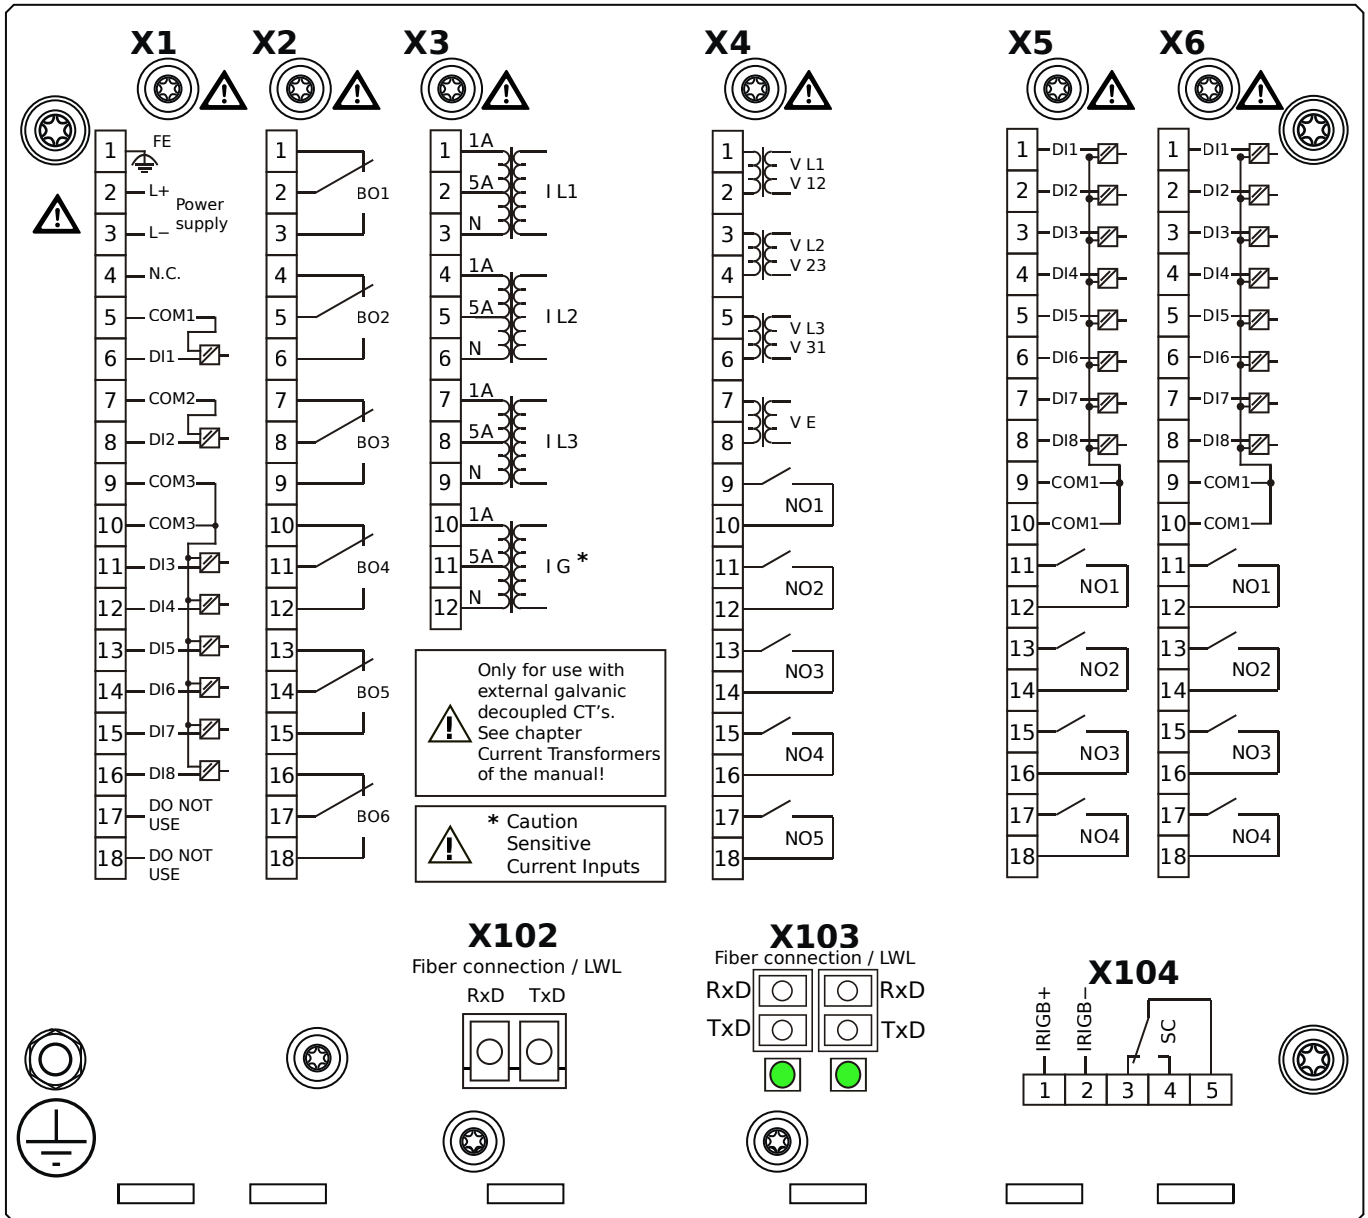 X1
X2
X3
X4
X5
X6
1 FE
2 L+
Power
supply
3 L−
4 N.C.
5 COM1
6 DI1
7 COM2
8 DI2
9 COM3
10 COM3
11 DI3
12 DI4
13 DI5
14 DI6
15 DI7
16 DI8
17 DO NOT
USE
18 DO NOT
USE
1
2 BO1
3
4
5 BO2
6
7
8 BO3
9
10
11 BO4
12
13
14 BO5
15
16
17 BO6
18
1 1A
2 5A I L1
3 N
4 1A
5 5A I L2
6 N
7 1A
8 5A I L3
9 N
10 1A
11 5A I G *
12 N
Only for use with
external galvanic
decoupled CT's.
See chapter
Current Transformers
of the manual!
* Caution
Sensitive
Current Inputs
1 V L1
2 V 12
3 V L2
4 V 23
5 V L3
6 V 31
7
V E
8
9
NO1
10
11
NO2
12
13
NO3
14
15
NO4
16
17
NO5
18
1 DI1
2 DI2
3 DI3
4 DI4
5 DI5
6 DI6
7 DI7
8 DI8
9 COM1
10 COM1
11
NO1
12
13
NO2
14
15
NO3
16
17
NO4
18
1 DI1
2 DI2
3 DI3
4 DI4
5 DI5
6 DI6
7 DI7
8 DI8
9 COM1
10 COM1
11
NO1
12
13
NO2
14
15
NO3
16
17
NO4
18
X102
Fiber connection / LWL
RxD TxD
X103
Fiber connection / LWL
RxD RxD
TxD TxD
X104
IRIGB+
IRIGB−
SC
1 2 3 4 5